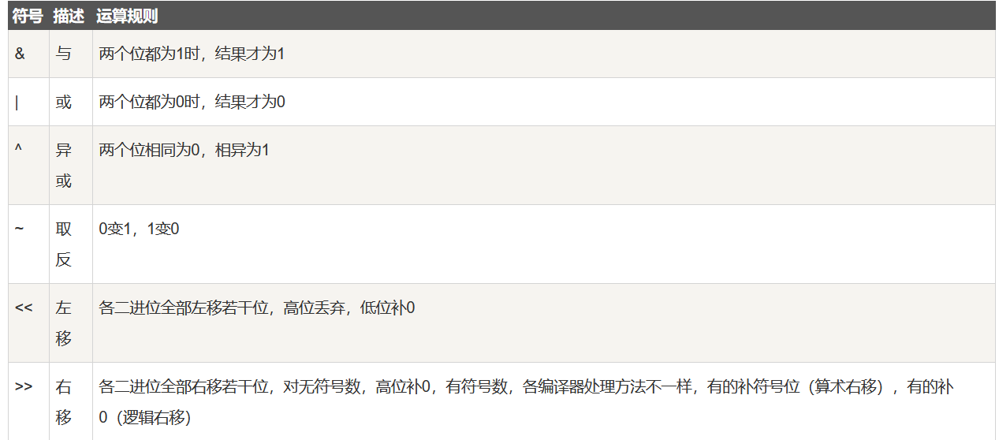 符号 描述 运算规则
& 与 两个位都为1时，结果才为1
| 或 两个位都为0时，结果才为0
^ 异 两个位相同为0，相异为1
或
~ 取 0变1，1变0
反
<< 左 各二进位全部左移若干位，高位丢弃，低位补0
移
>> 右 各二进位全部右移若干位，对无符号数，高位补0，有符号数，各编译器处理方法不一样，有的补符号位（算术右移），有的补
移 0（逻辑右移）